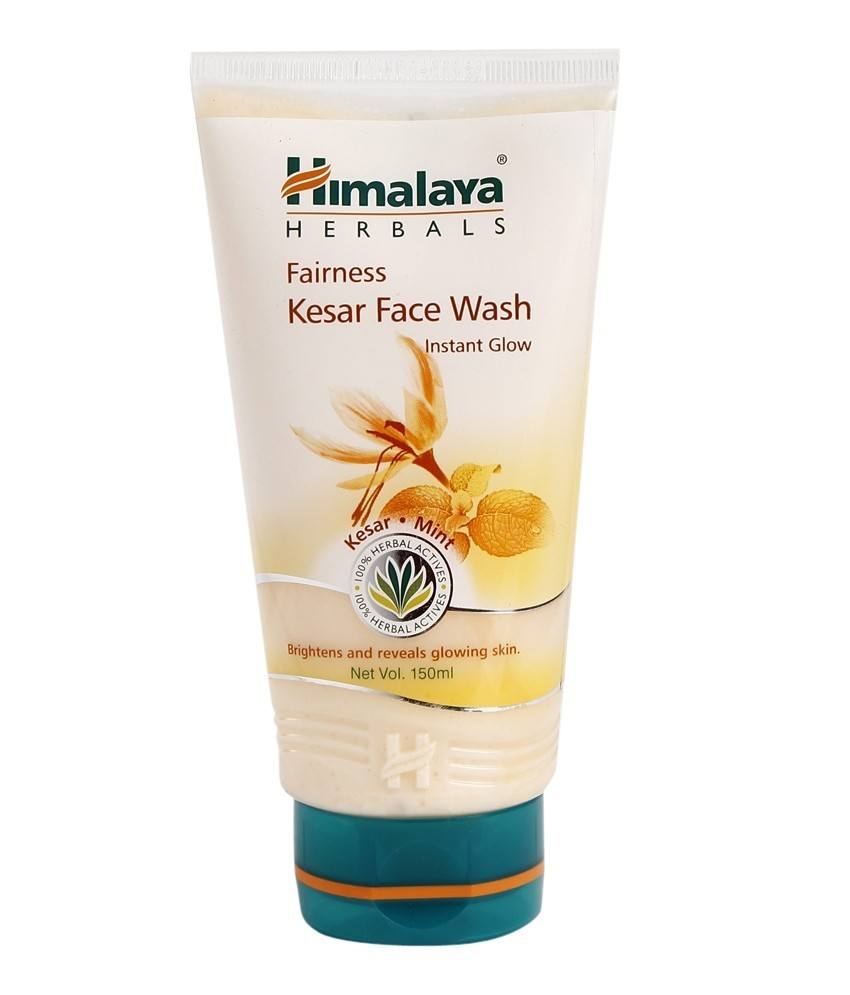 Himalaya®
HERBALS
Fairness
Kesar Face Wash
Instant Glow
Kesar • Mint
100% HERBAL ACTIVES •
100% HERBAL ACTIVES •
Brightens and reveals glowing skin.
Net Vol. 150ml
H